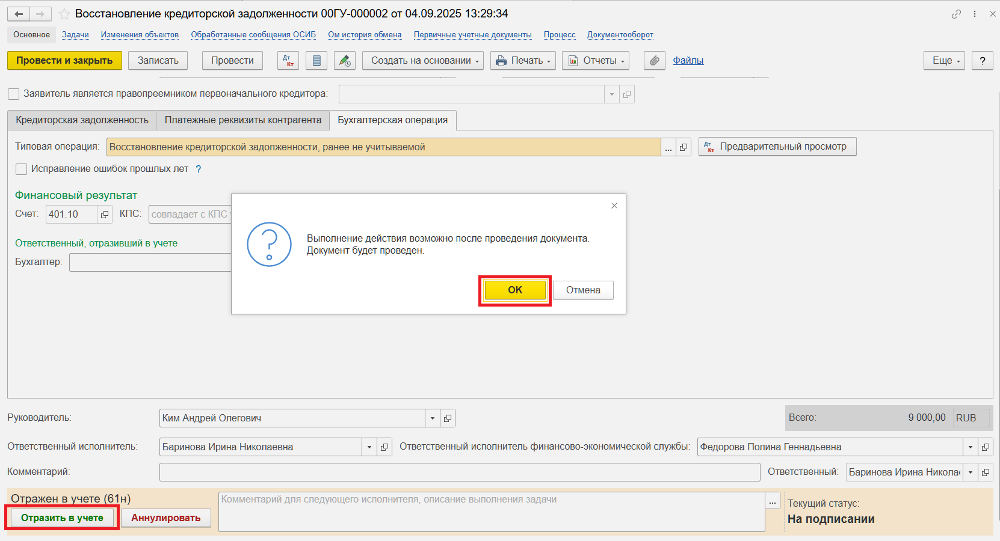 Восстановление кредиторской задолженности 00ГУ-000002 от 04.09.2025 13:29:34
Основное Задачи Изменения объектов Обработанные сообщения ОСИБ Ом история обмена Первичные учетные документы Процесс Документооборот
Провести и закрыть Записать Провести Дт Кт Создать на основании Печать Отчеты Файлы Еще ?
Заявитель является правопреемником первоначального кредитора:
Кредиторская задолженность Платежные реквизиты контрагента Бухгалтерская операция
Типовая операция: Восстановление кредиторской задолженности, ранее не учитываемой ... Дт Кт Предварительный просмотр
Исправление ошибок прошлых лет ?
Финансовый результат
Счет: 401.10 КПС: совпадает с КПС
Ответственный, отразивший в учете
Бухгалтер:
Выполнение действия возможно после проведения документа.
Документ будет проведен.
OK Отмена
Руководитель: Ким Андрей Олегович Всего: 9 000,00 RUB
Ответственный исполнитель: Баринова Ирина Николаевна Ответственный исполнитель финансово-экономической службы: Федорова Полина Геннадьевна
Комментарий: Ответственный: Баринова Ирина Никола
Отражен в учете (61н) Комментарий для следующего исполнителя, описание выполнения задачи ... Текущий статус:
Отразить в учете Аннулировать На подписании